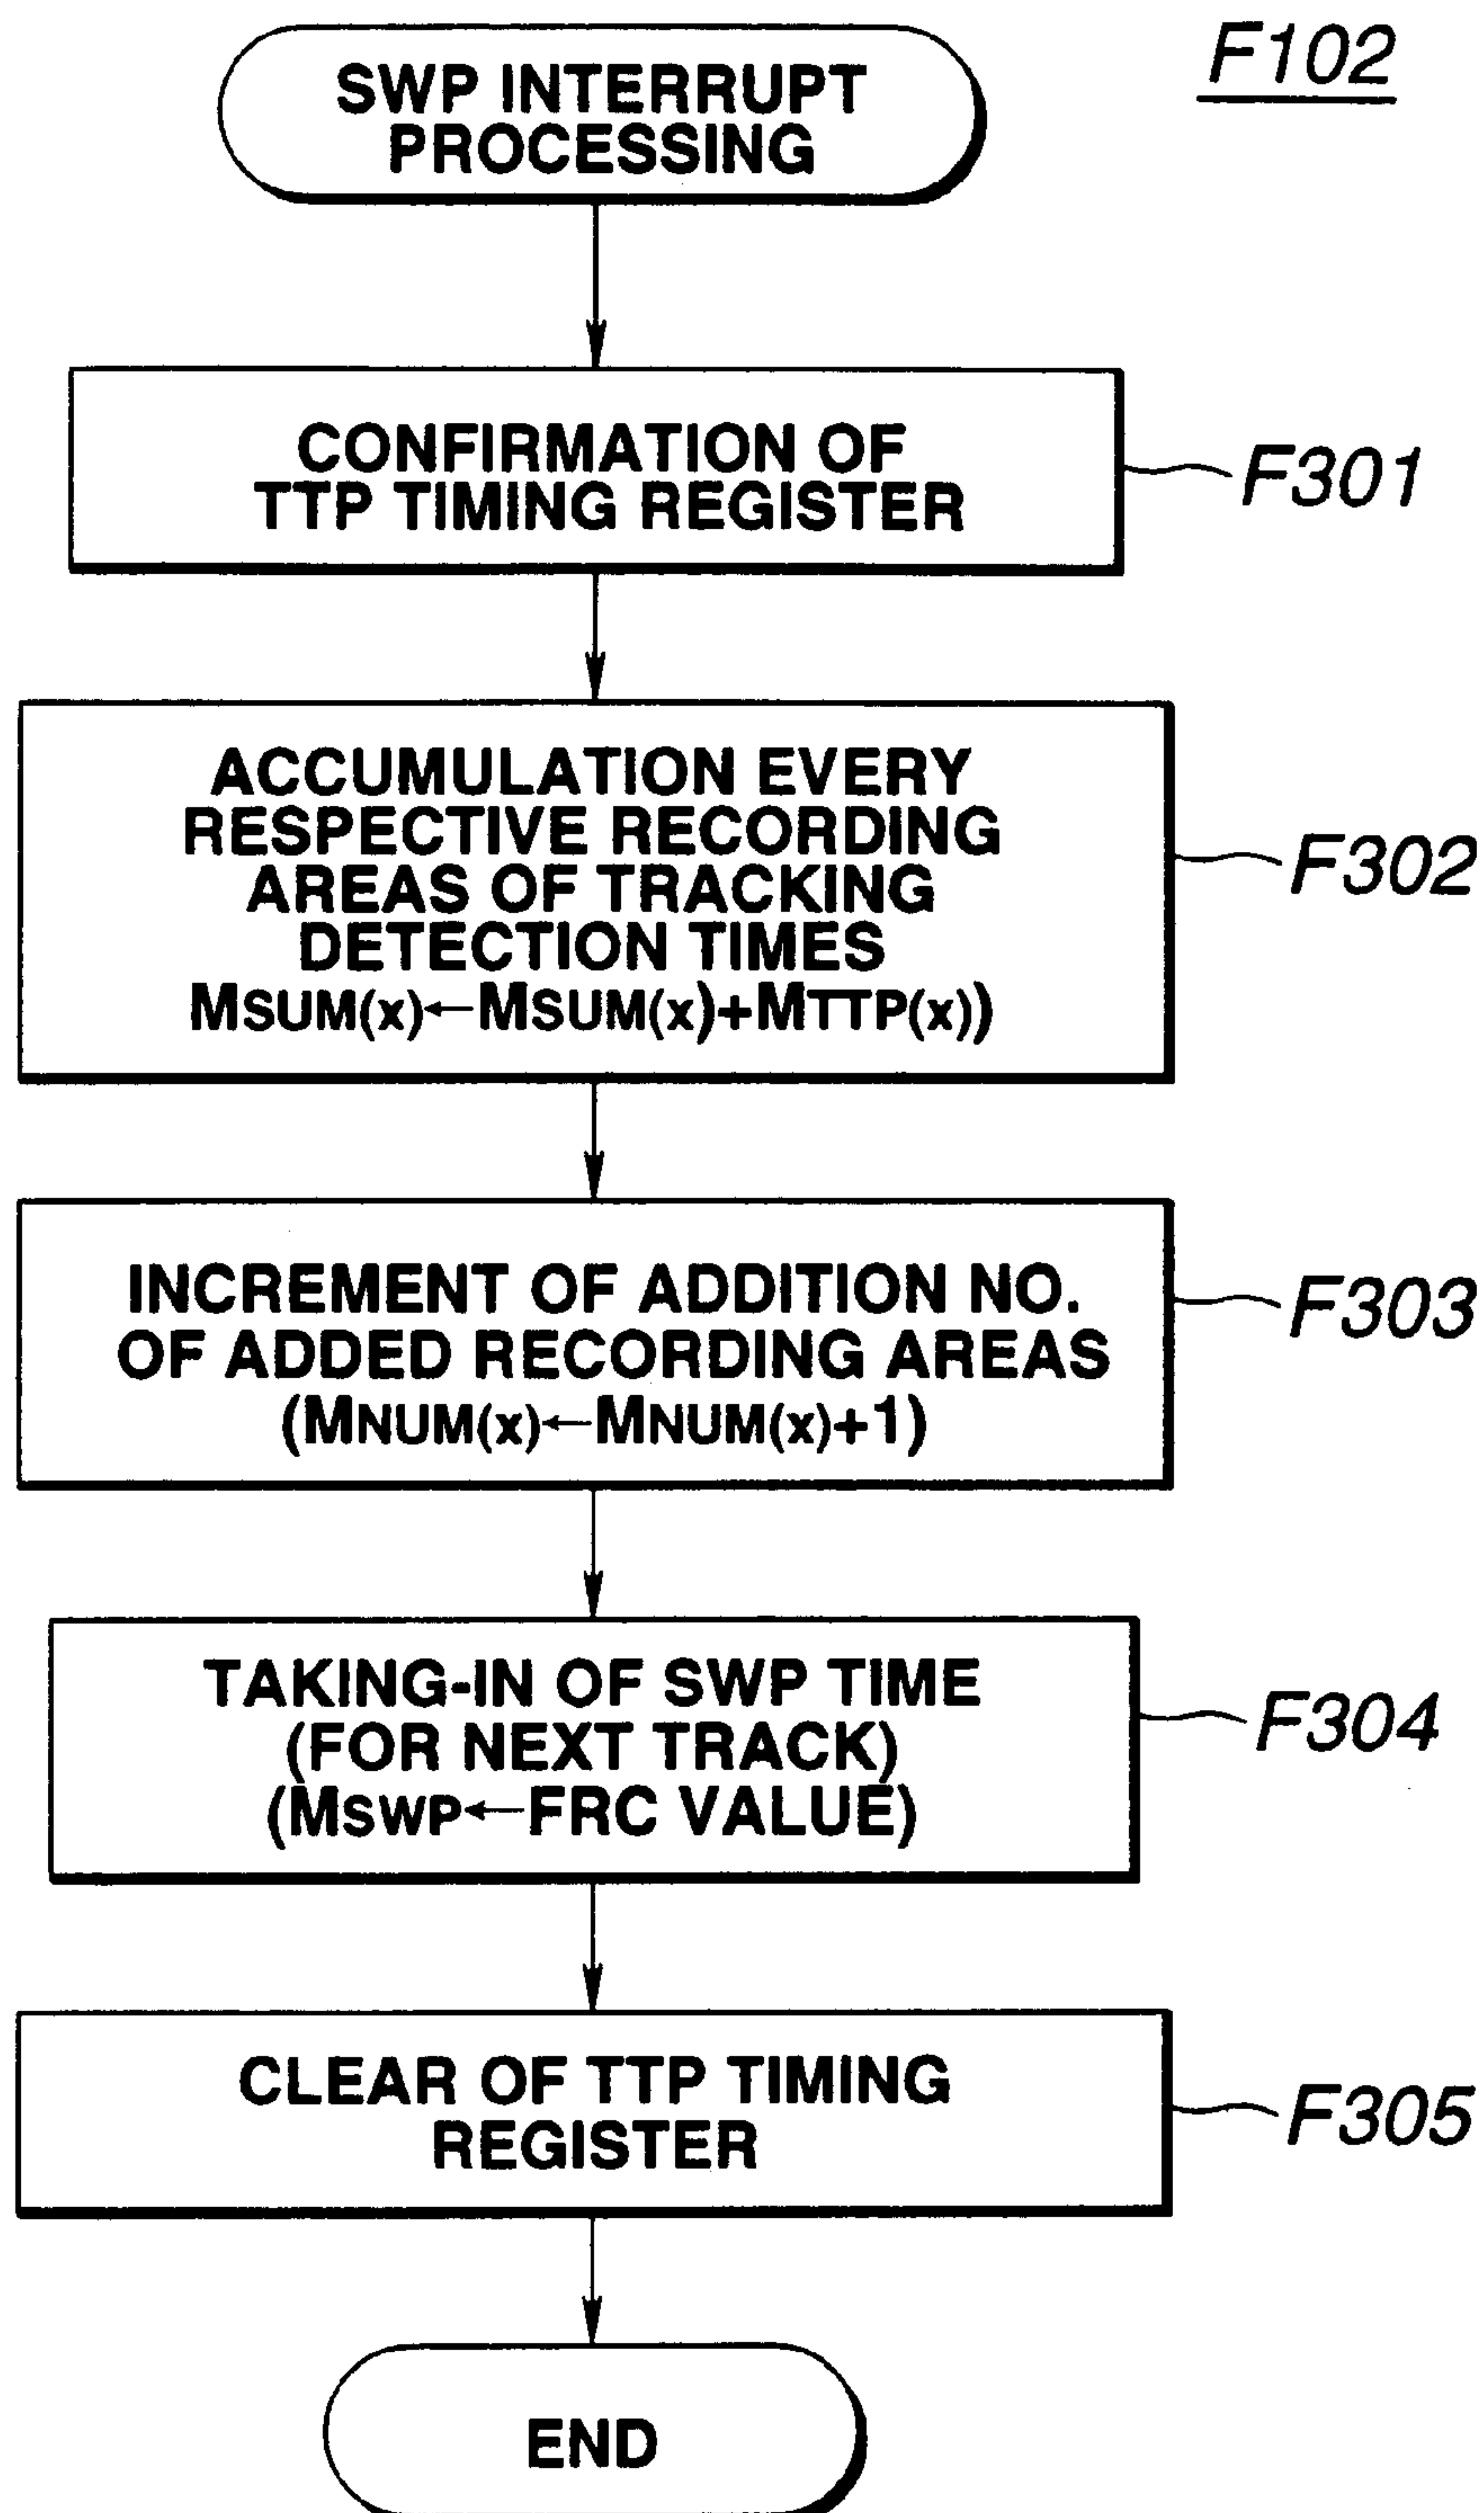 F102
SWP INTERRUPT
PROCESSING
CONFIRMATION OF
TTP TIMING REGISTER
F301
ACCUMULATION EVERY
RESPECTIVE RECORDING
AREAS OF TRACKING
DETECTION TIMES
MSUM(x)←MSUM(x)+MTTP(x))
F302
INCREMENT OF ADDITION NO.
OF ADDED RECORDING AREAS
(MNUM(x)←MNUM(x)+1)
F303
TAKING-IN OF SWP TIME
(FOR NEXT TRACK)
(MSWP←FRC VALUE)
F304
CLEAR OF TTP TIMING
REGISTER
F305
END